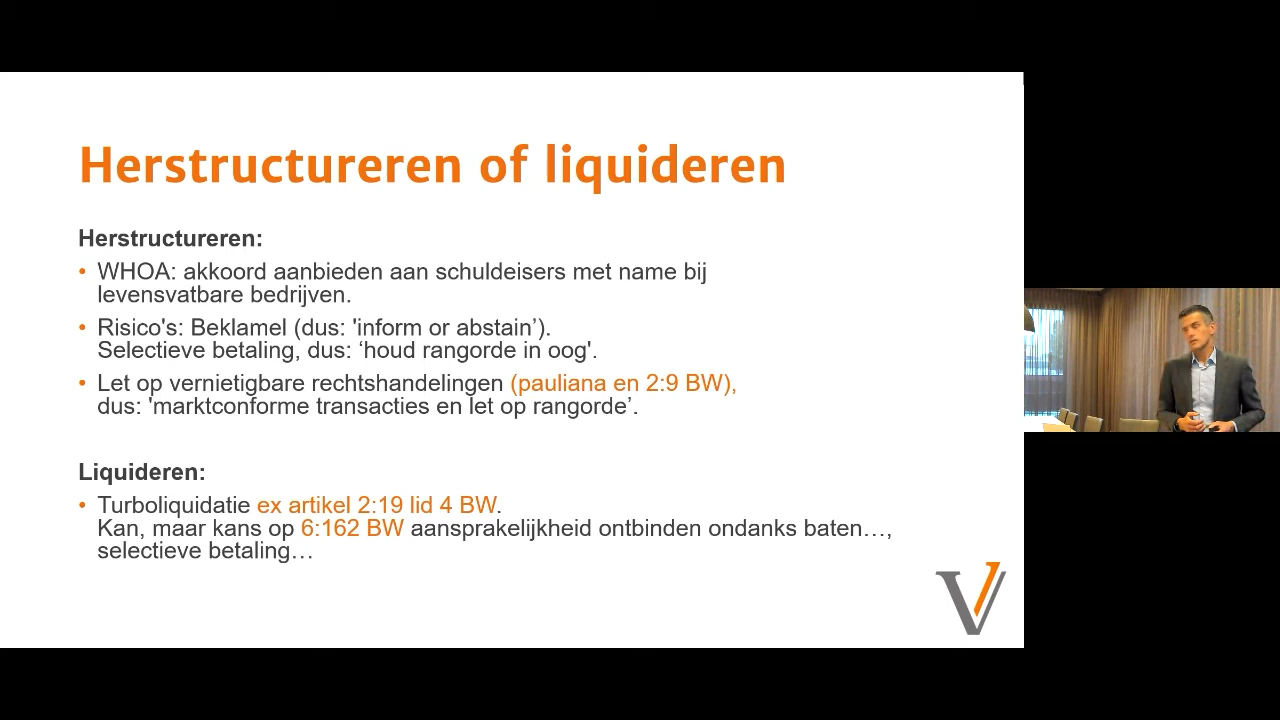 Herstructureren of liquideren
Herstructureren:
• WHOA: akkoord aanbieden aan schuldeisers met name bij
levensvatbare bedrijven.
• Risico's: Beklamel (dus: 'inform or abstain’).
Selectieve betaling, dus: ‘houd rangorde in oog'.
• Let op vernietigbare rechtshandelingen (pauliana en 2:9 BW),
dus: 'marktconforme transacties en let op rangorde’.
Liquideren:
• Turboliquidatie ex artikel 2:19 lid 4 BW.
Kan, maar kans op 6:162 BW aansprakelijkheid ontbinden ondanks baten…,
selectieve betaling…